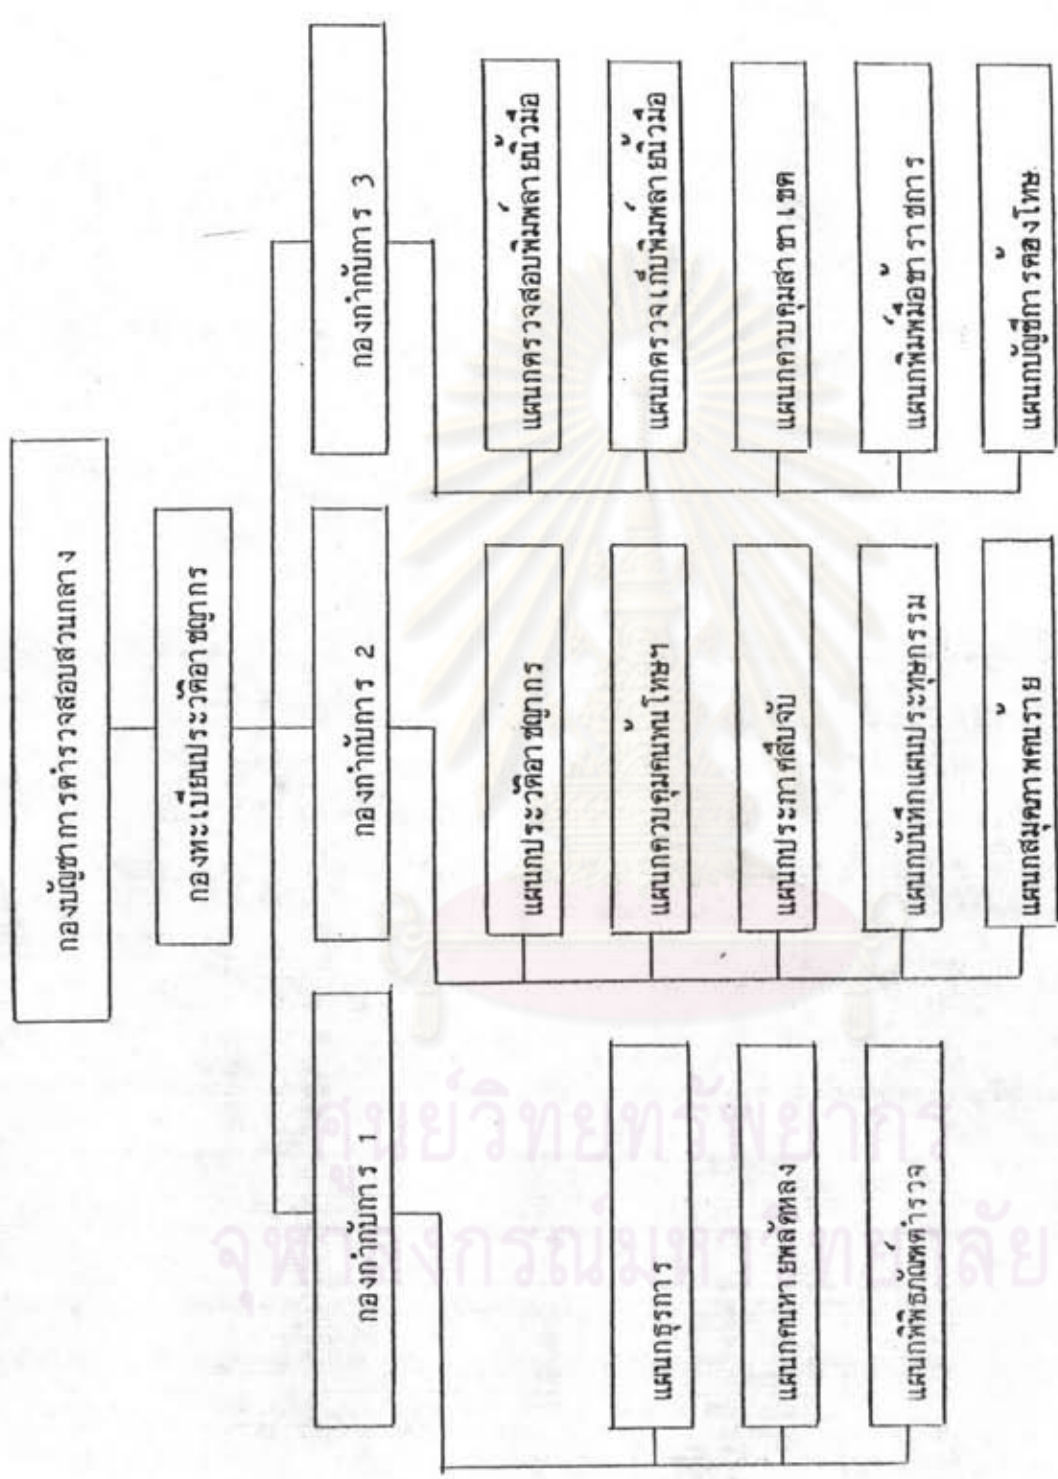 กองบัญชาการตำรวจสอบสวนกลาง
กองทะเบียนประวัติอาชญากร
กองกำกับการ 1
กองกำกับการ 2
กองกำกับการ 3
แผนกธุรการ
แผนกคนหายพลัดหลง
แผนกพิพิธภัณฑ์ตำรวจ
แผนกประวัติอาชญากร
แผนกควบคุมคนพ้นโทษฯ
แผนกประกาศสืบจับ
แผนกบันทึกแผนประทุษกรรม
แผนกสมุดภาพคนร้าย
แผนกตรวจสอบพิมพ์ลายนิ้วมือ
แผนกตรวจเก็บพิมพ์ลายนิ้วมือ
แผนกควบคุมสาขาเขต
แผนกพิมพ์มือข้าราชการ
แผนกบัญชีการต้องโทษ
ศูนย์วิทยทรัพยากร
จุฬาลงกรณ์มหาวิทยาลัย